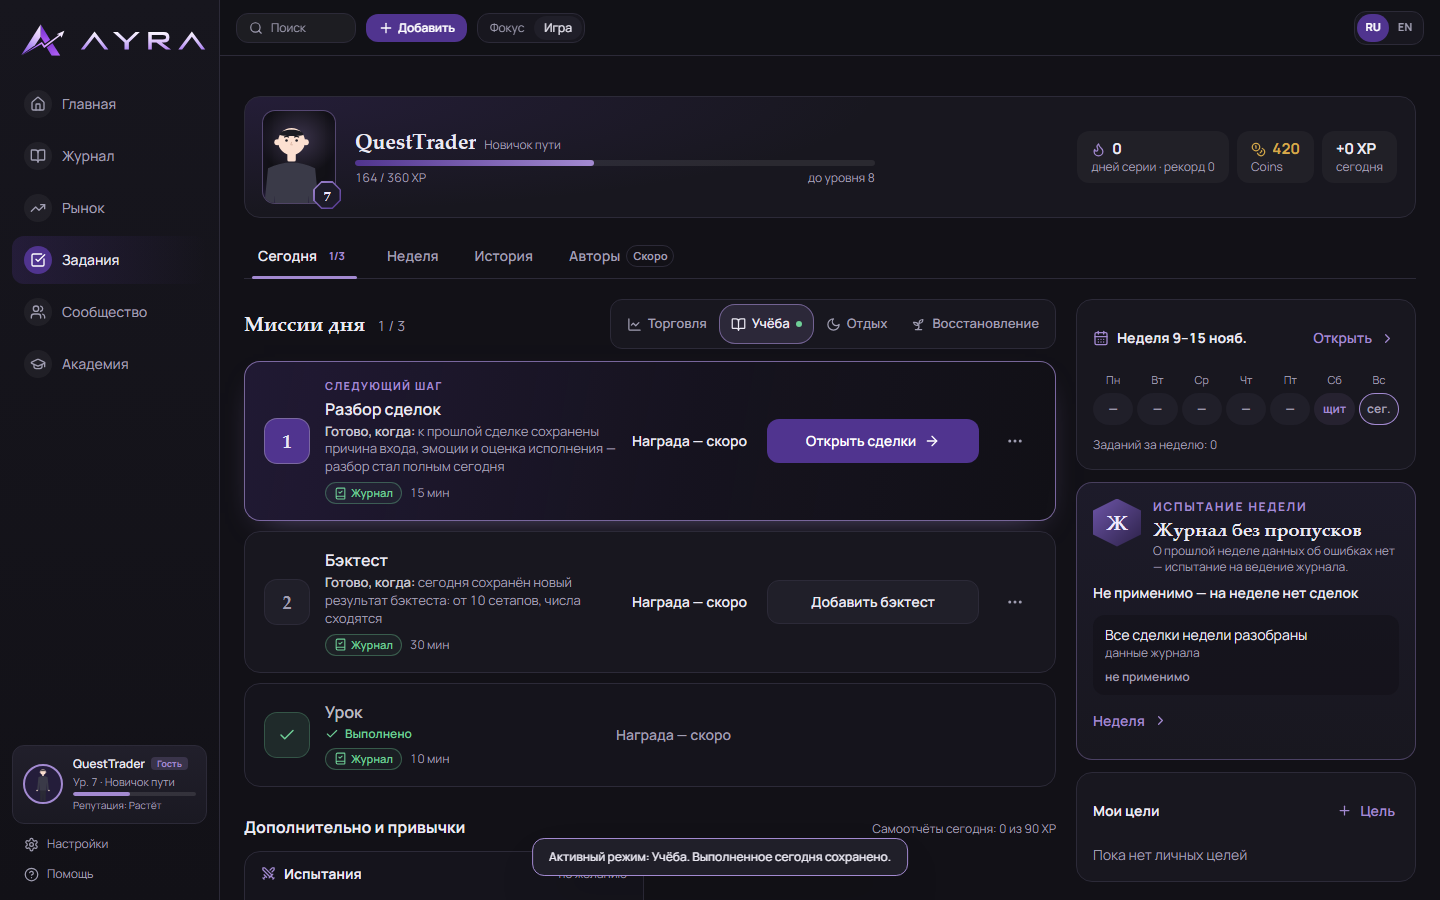 AYRA
Поиск
Добавить
Фокус
Игра
RU
EN
Главная
Журнал
Рынок
Задания
Сообщество
Академия
QuestTrader Гость
Ур. 7 · Новичок пути
Репутация: Растёт
Настройки
Помощь
QuestTrader Новичок пути
164 / 360 XP
до уровня 8
7
0
дней серии · рекорд 0
420
Coins
+0 XP
сегодня
Сегодня 1/3
Неделя
История
Авторы Скоро
Миссии дня 1 / 3
Торговля
Учёба
Отдых
Восстановление
1
СЛЕДУЮЩИЙ ШАГ
Разбор сделок
Готово, когда: к прошлой сделке сохранены
причина входа, эмоции и оценка исполнения —
разбор стал полным сегодня
Журнал 15 мин
Награда — скоро
Открыть сделки
2
Бэктест
Готово, когда: сегодня сохранён новый
результат бэктеста: от 10 сетапов, числа
сходятся
Журнал 30 мин
Награда — скоро
Добавить бэктест
Урок
Выполнено
Журнал 10 мин
Награда — скоро
Дополнительно и привычки
Самоотчёты сегодня: 0 из 90 XP
Испытания
Активный режим: Учёба. Выполненное сегодня сохранено.
Неделя 9–15 нояб.
Открыть
Пн Вт Ср Чт Пт Сб Вс
– – – – – щит сег.
Заданий за неделю: 0
Ж
ИСПЫТАНИЕ НЕДЕЛИ
Журнал без пропусков
О прошлой неделе данных об ошибках нет
— испытание на ведение журнала.
Не применимо — на неделе нет сделок
Все сделки недели разобраны
данные журнала
не применимо
Неделя
Мои цели
Цель
Пока нет личных целей